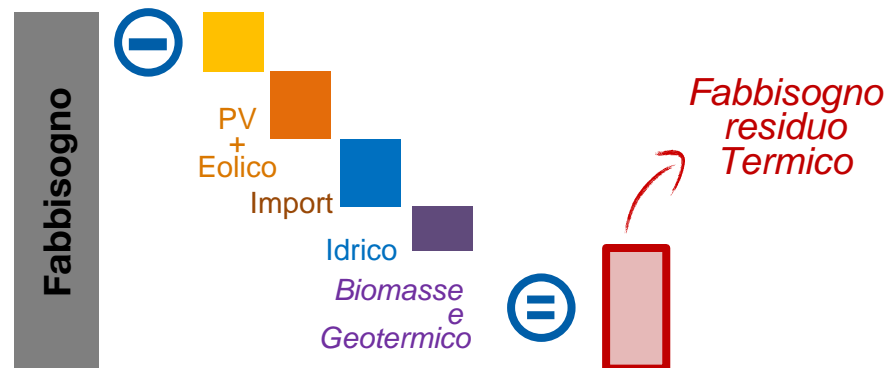 Fabbisogno
PV
+
Eolico
Import
Idrico
Biomasse
e
Geotermico
Fabbisogno
residuo
Termico